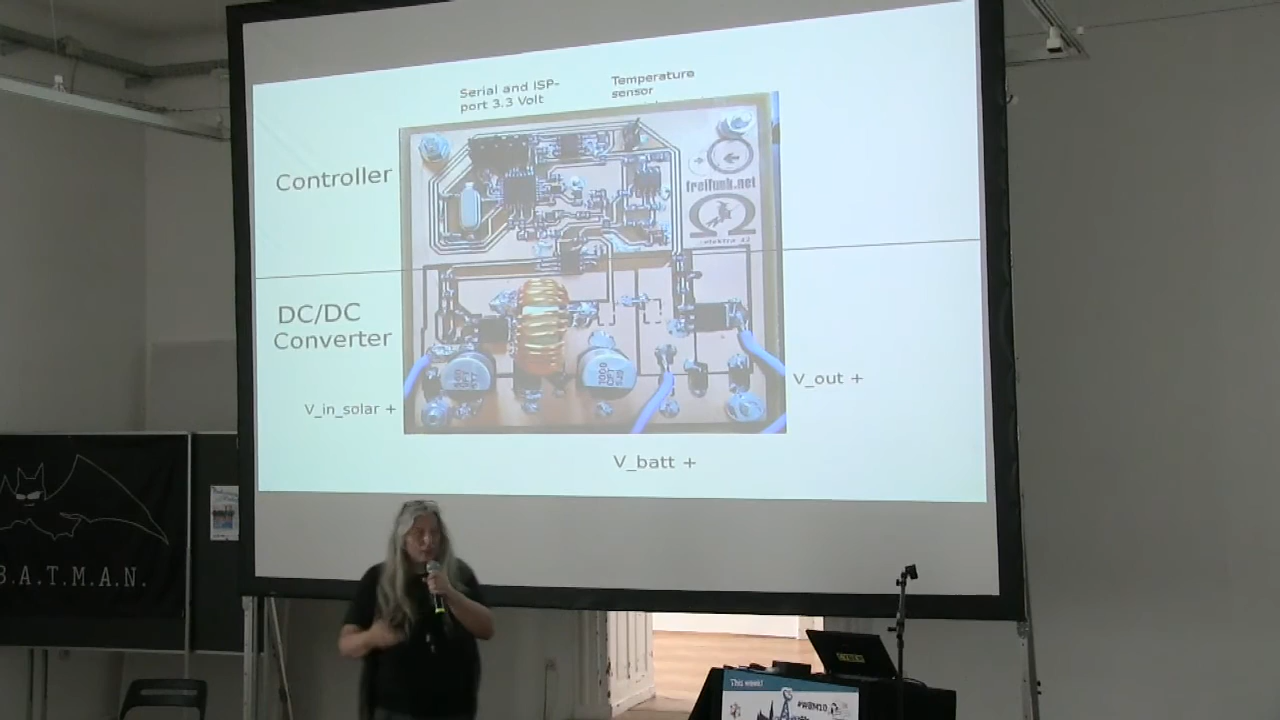 Serial and ISP-
port 3.3 Volt
Temperature
sensor
Controller
freifunk.net
DC/DC
Converter
V_in_solar +
V_out +
V_batt +
B.A.T.M.A.N.
This week!
#WBM10